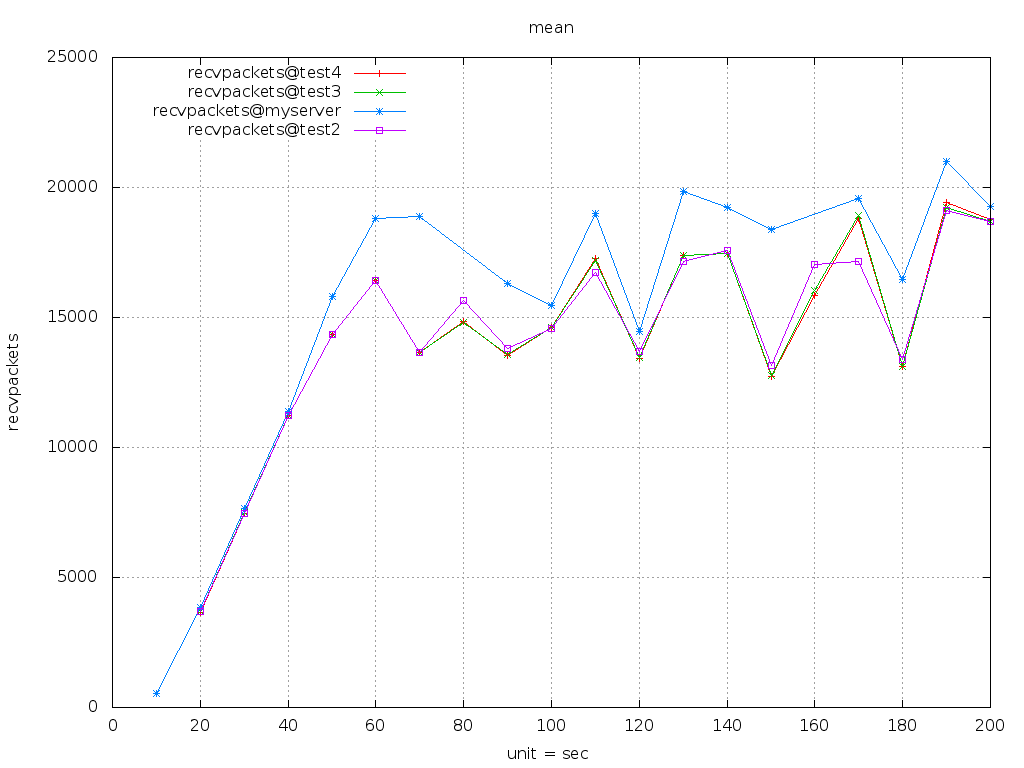 mean
25000
recvpackets@test4
recvpackets@test3
recvpackets@myserver
recvpackets@test2
20000
15000
recvpackets
10000
5000
0
0 20 40 60 80 100 120 140 160 180 200
unit = sec